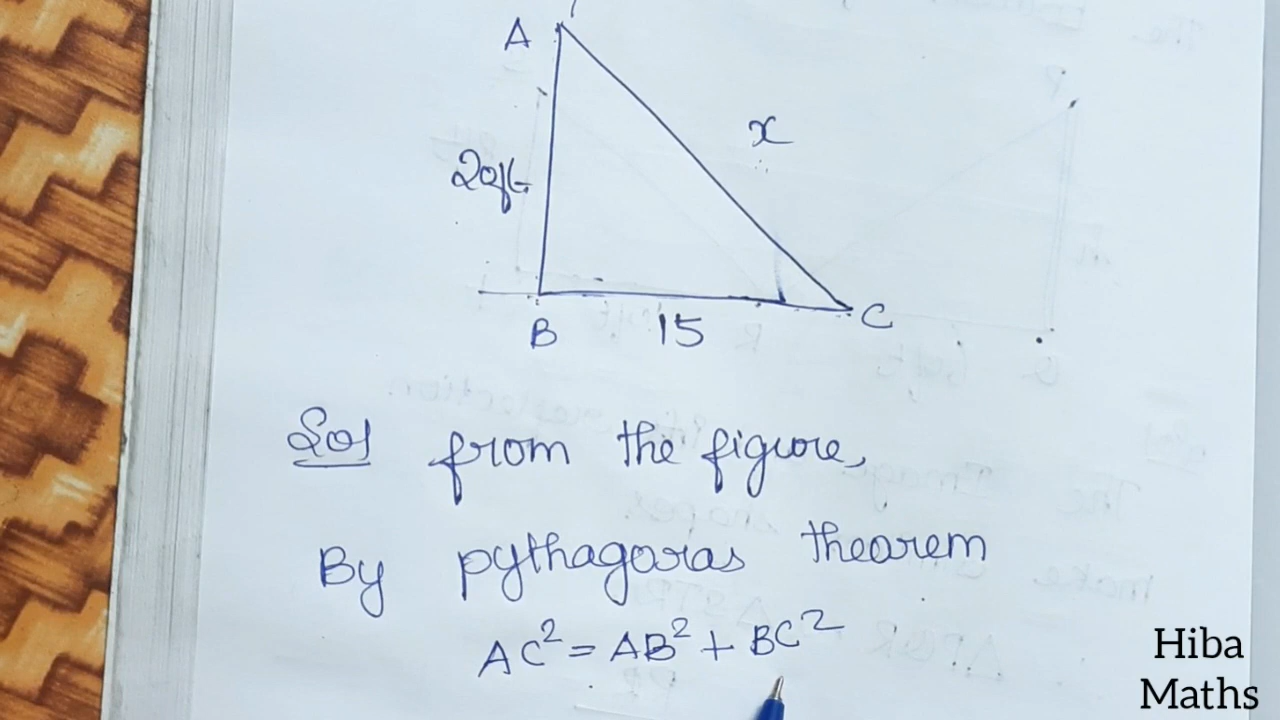 A
x
20ft
B
15
C
Sol from the figure,
By pythagoras theorem
AC² = AB² + BC²
Hiba
Maths